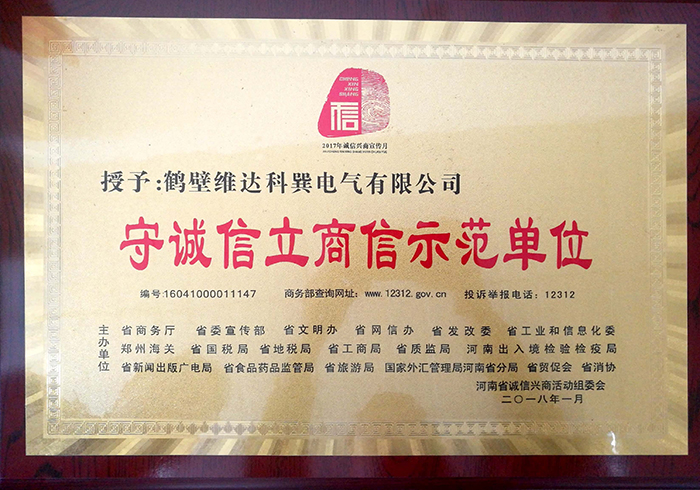 CHENG
XIN
XING
SHANG
信
2017年诚信兴商宣传月
授予:鹤壁维达科巽电气有限公司
守诚信立商信示范单位
编号:16041000011147 商务部查询网址:www.12312.gov.cn 投诉举报电话:12312
主办单位
省商务厅 省委宣传部 省文明办 省网信办 省发改委 省工业和信息化委
郑州海关 省国税局 省地税局 省工商局 省质监局 河南出入境检验检疫局
省新闻出版广电局 省食品药品监管局 省旅游局 国家外汇管理局河南省分局 省贸促会 省消协
河南省诚信兴商活动组委会
二〇一八年一月